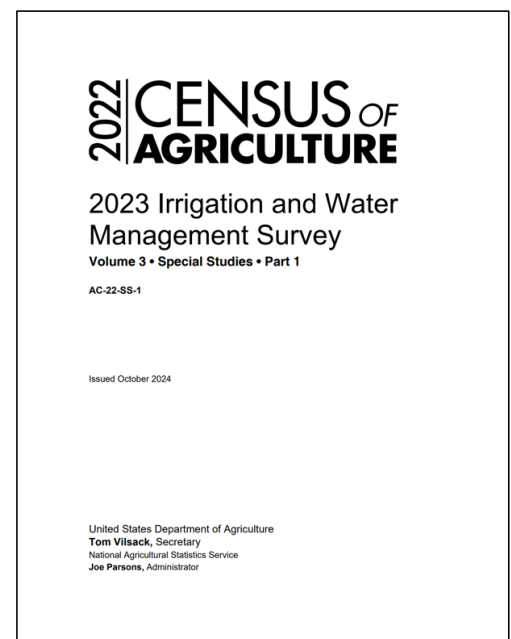 2022 CENSUS OF
AGRICULTURE
2023 Irrigation and Water
Management Survey
Volume 3 • Special Studies • Part 1
AC-22-SS-1
Issued October 2024
United States Department of Agriculture
Tom Vilsack, Secretary
National Agricultural Statistics Service
Joe Parsons, Administrator